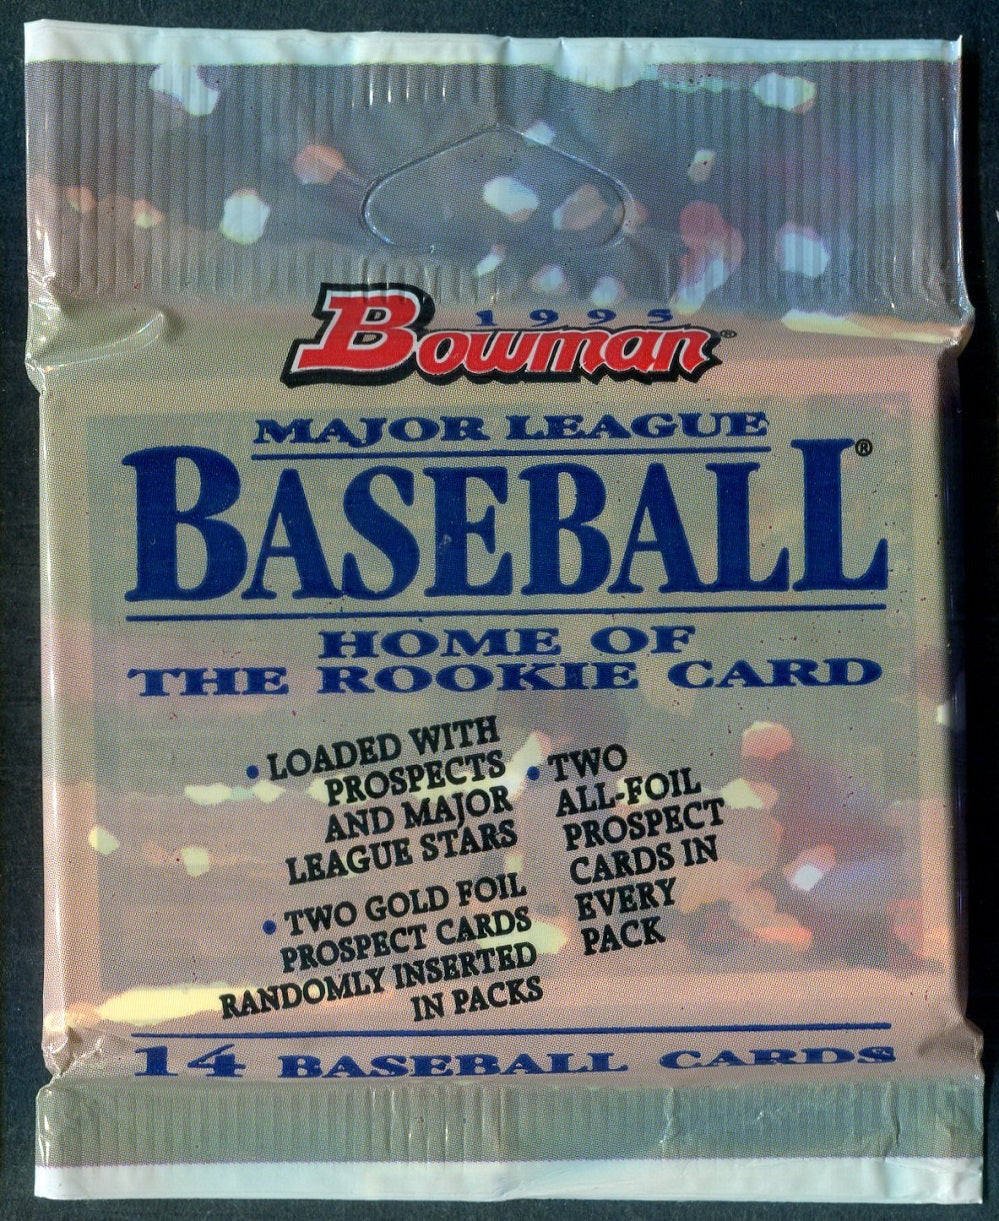 1995
Bowman®
MAJOR LEAGUE
BASEBALL®
HOME OF
THE ROOKIE CARD
• LOADED WITH
PROSPECTS
AND MAJOR
LEAGUE STARS
• TWO GOLD FOIL
PROSPECT CARDS
RANDOMLY INSERTED
IN PACKS
• TWO
ALL-FOIL
PROSPECT
CARDS IN
EVERY
PACK
14 BASEBALL CARDS